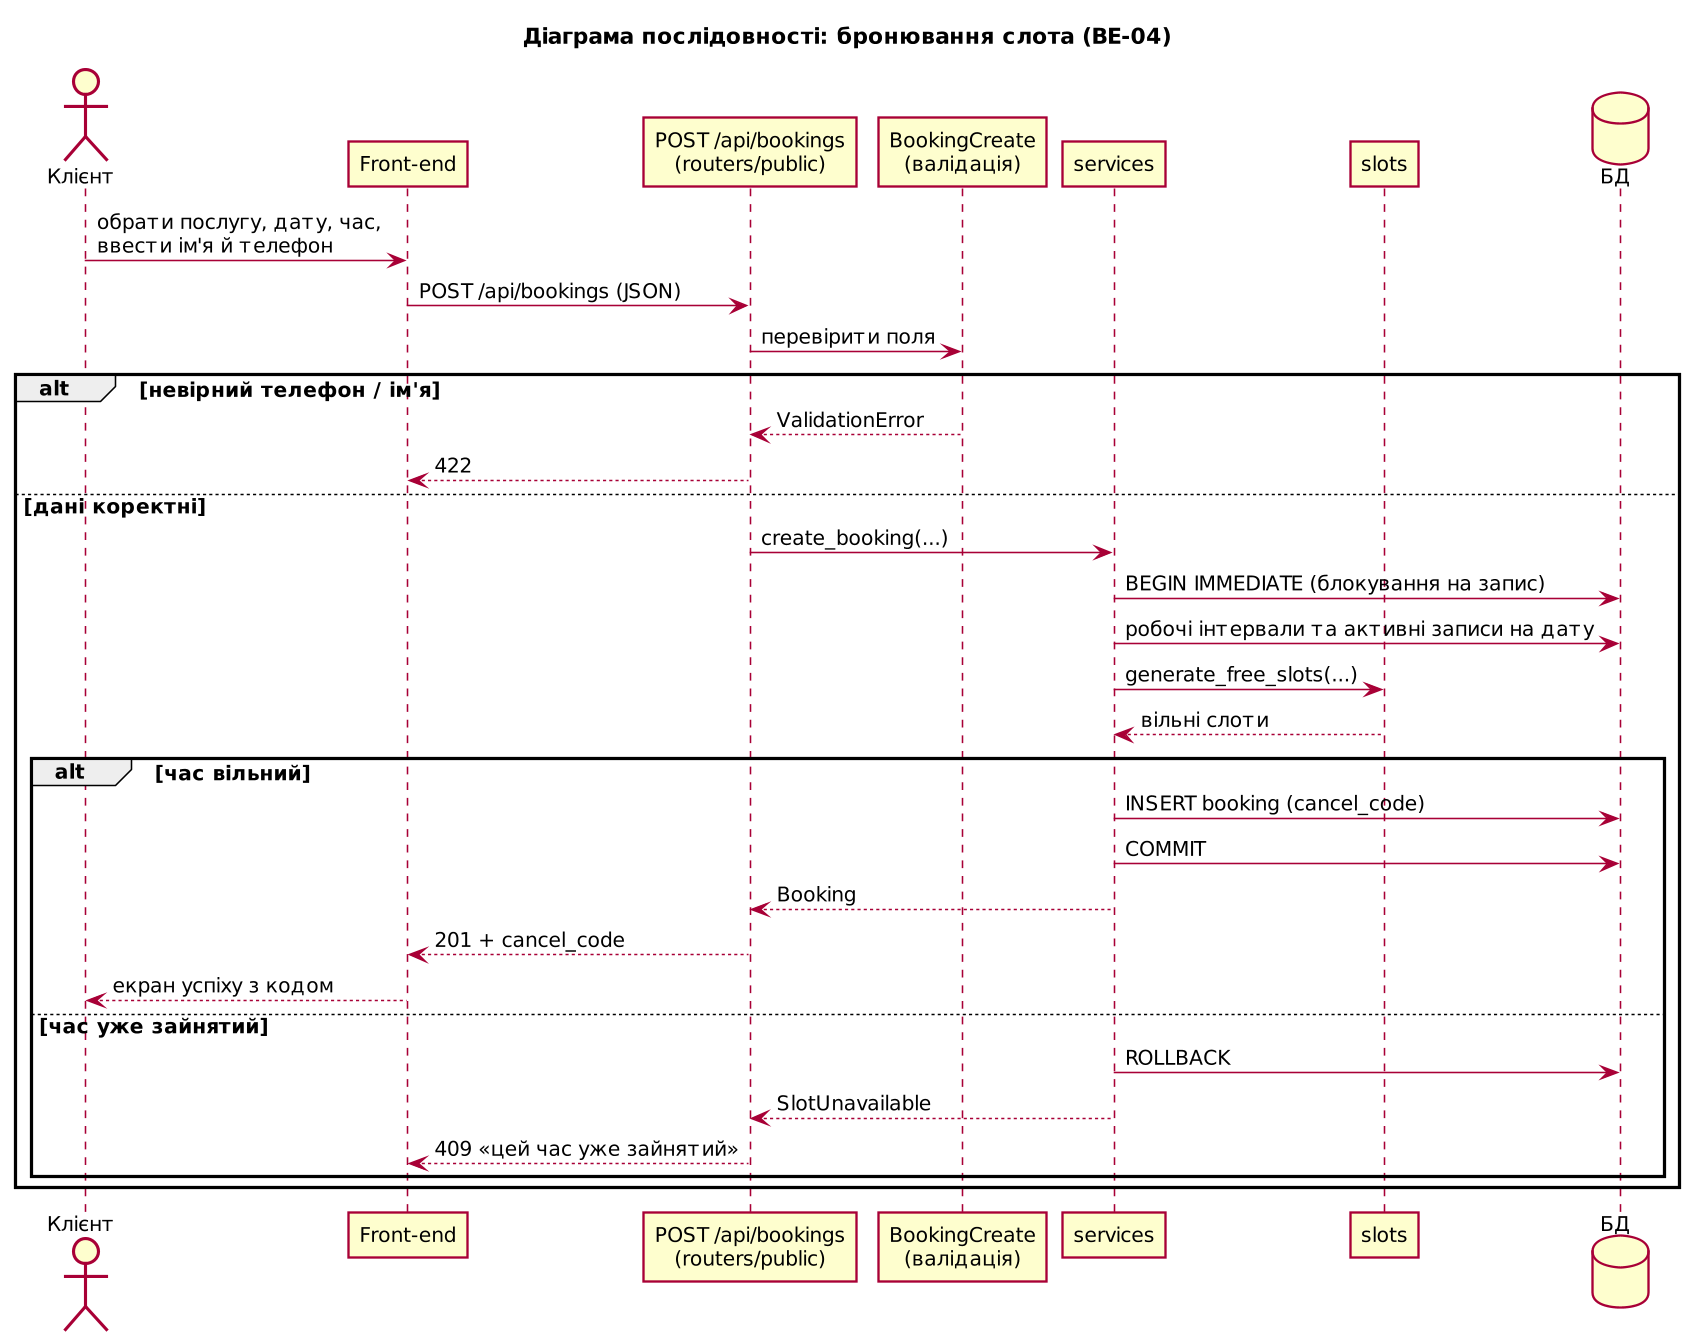 Діаграма послідовності: бронювання слота (BE-04)
Клієнт
Front-end
POST /api/bookings
(routers/public)
BookingCreate
(валідація)
services
slots
БД
обрати послугу, дату, час,
ввести ім'я й телефон
POST /api/bookings (JSON)
перевірити поля
alt
[невірний телефон / ім'я]
ValidationError
422
[дані коректні]
create_booking(...)
BEGIN IMMEDIATE (блокування на запис)
робочі інтервали та активні записи на дату
generate_free_slots(...)
вільні слоти
alt
[час вільний]
INSERT booking (cancel_code)
COMMIT
Booking
201 + cancel_code
екран успіху з кодом
[час уже зайнятий]
ROLLBACK
SlotUnavailable
409 «цей час уже зайнятий»
Клієнт
Front-end
POST /api/bookings
(routers/public)
BookingCreate
(валідація)
services
slots
БД